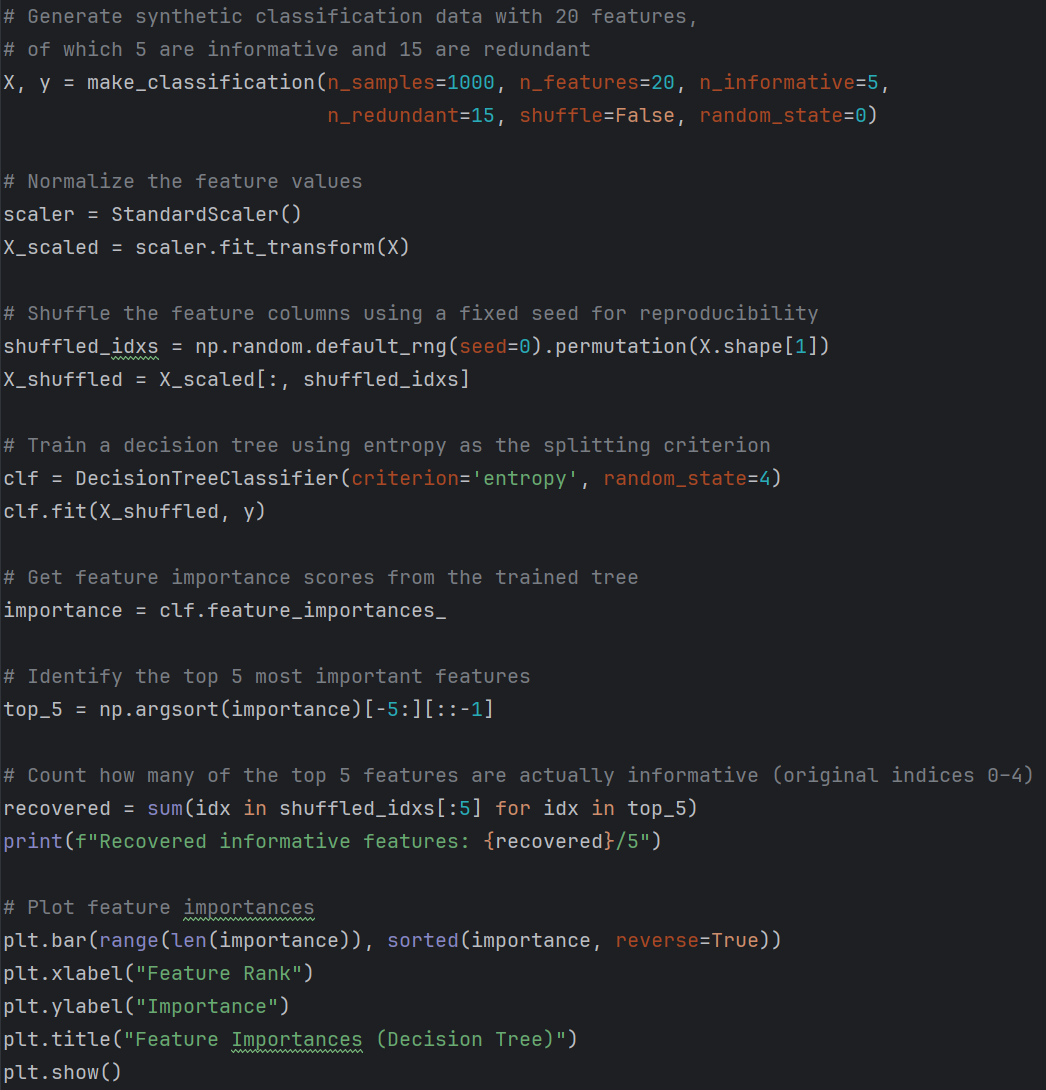 # Generate synthetic classification data with 20 features,
# of which 5 are informative and 15 are redundant
X, y = make_classification(n_samples=1000, n_features=20, n_informative=5,
                           n_redundant=15, shuffle=False, random_state=0)

# Normalize the feature values
scaler = StandardScaler()
X_scaled = scaler.fit_transform(X)

# Shuffle the feature columns using a fixed seed for reproducibility
shuffled_idxs = np.random.default_rng(seed=0).permutation(X.shape[1])
X_shuffled = X_scaled[:, shuffled_idxs]

# Train a decision tree using entropy as the splitting criterion
clf = DecisionTreeClassifier(criterion='entropy', random_state=4)
clf.fit(X_shuffled, y)

# Get feature importance scores from the trained tree
importance = clf.feature_importances_

# Identify the top 5 most important features
top_5 = np.argsort(importance)[-5:][::-1]

# Count how many of the top 5 features are actually informative (original indices 0-4)
recovered = sum(idx in shuffled_idxs[:5] for idx in top_5)
print(f"Recovered informative features: {recovered}/5")

# Plot feature importances
plt.bar(range(len(importance)), sorted(importance, reverse=True))
plt.xlabel("Feature Rank")
plt.ylabel("Importance")
plt.title("Feature Importances (Decision Tree)")
plt.show()